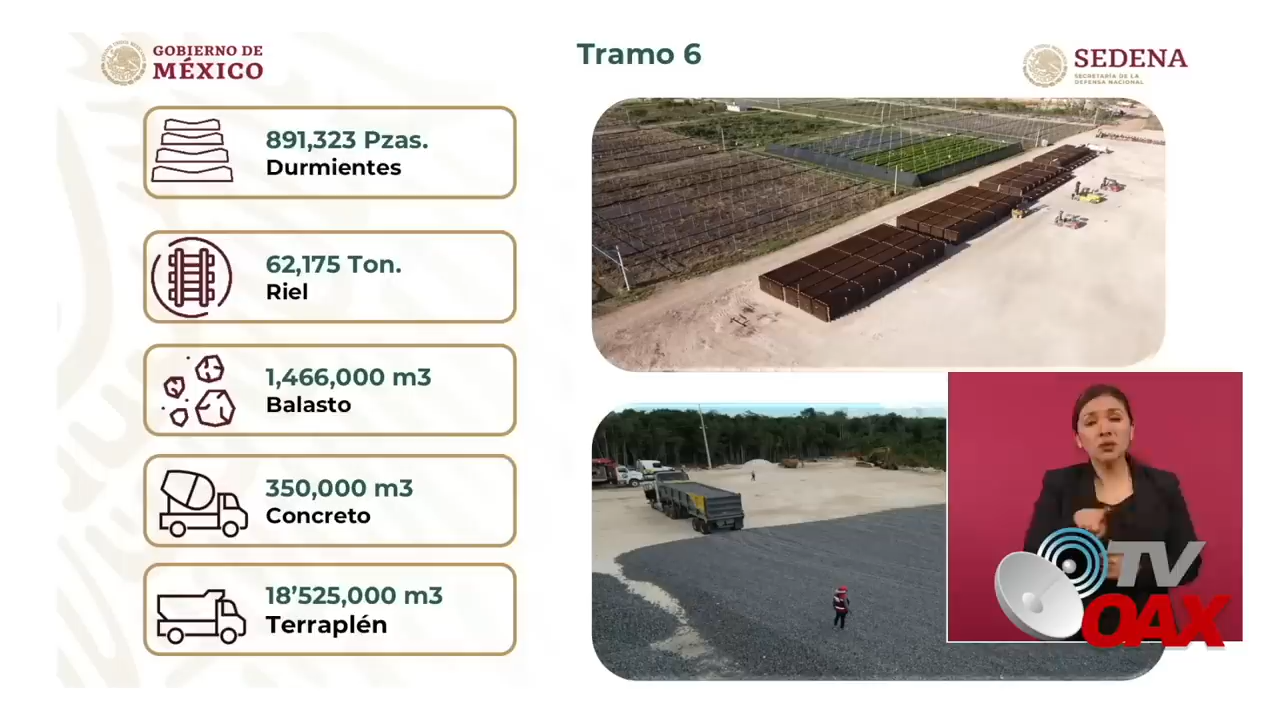 GOBIERNO DE
MÉXICO
Tramo 6
SEDENA
SECRETARÍA DE LA
DEFENSA NACIONAL
891,323 Pzas.
Durmientes
62,175 Ton.
Riel
1,466,000 m3
Balasto
350,000 m3
Concreto
18’525,000 m3
Terraplén
TV
OAX